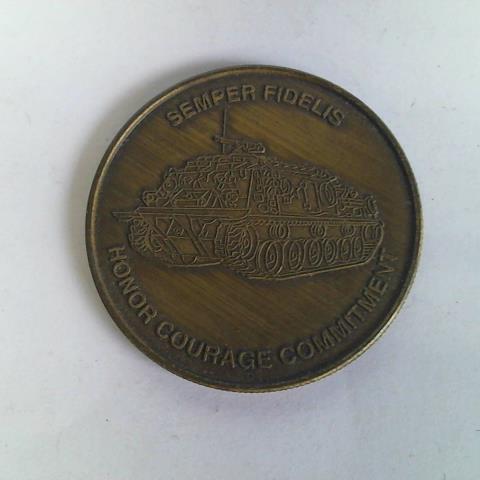 SEMPER FIDELIS
HONOR COURAGE COMMITMENT